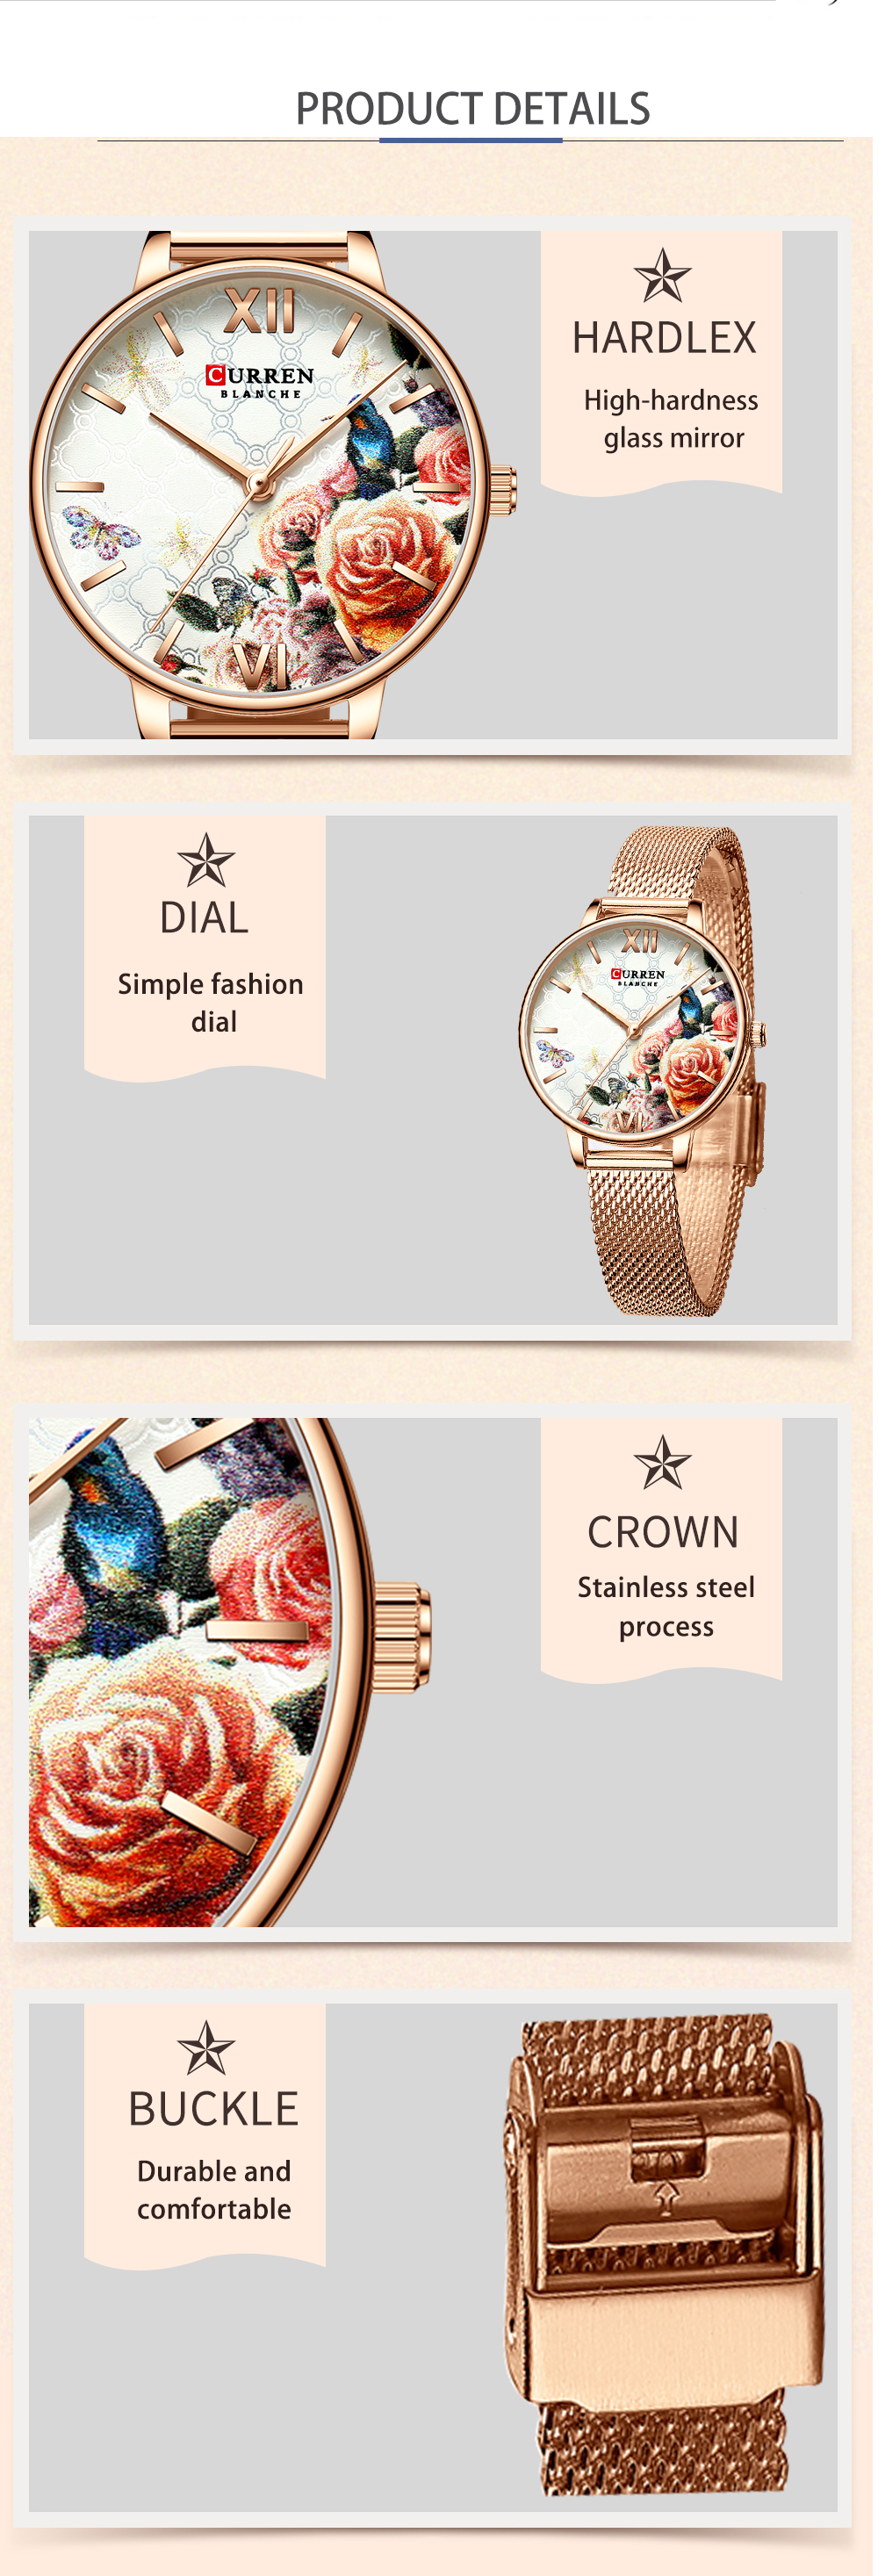 PRODUCT DETAILS
XII
CURREN
BLANCHE
VI
HARDLEX
High-hardness
glass mirror
DIAL
Simple fashion
dial
XII
CURREN
BLANCHE
VI
CROWN
Stainless steel
process
BUCKLE
Durable and
comfortable